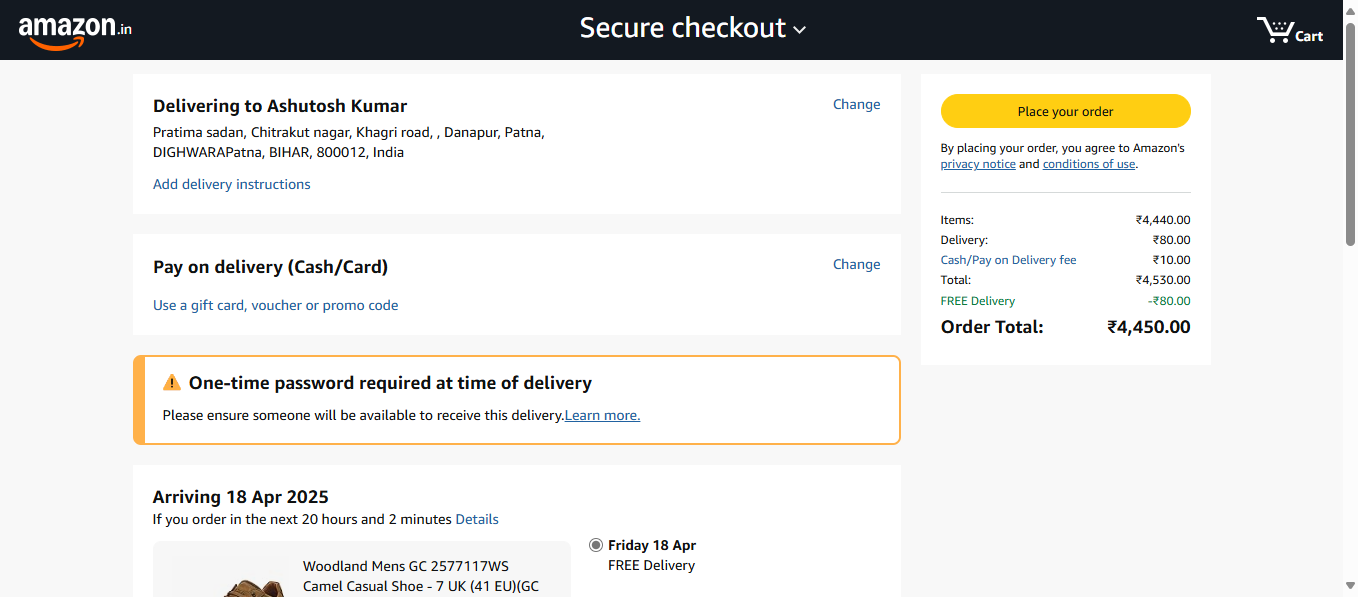 amazon.in
Secure checkout
Cart
Delivering to Ashutosh Kumar
Change
Pratima sadan, Chitrakut nagar, Khagri road, , Danapur, Patna,
DIGHWARAPatna, BIHAR, 800012, India
Add delivery instructions
Pay on delivery (Cash/Card)
Change
Use a gift card, voucher or promo code
One-time password required at time of delivery
Please ensure someone will be available to receive this delivery.Learn more.
Arriving 18 Apr 2025
If you order in the next 20 hours and 2 minutes Details
Woodland Mens GC 2577117WS
Camel Casual Shoe - 7 UK (41 EU)(GC
Friday 18 Apr
FREE Delivery
Place your order
By placing your order, you agree to Amazon's
privacy notice and conditions of use.
Items: ₹4,440.00
Delivery: ₹80.00
Cash/Pay on Delivery fee ₹10.00
Total: ₹4,530.00
FREE Delivery -₹80.00
Order Total: ₹4,450.00